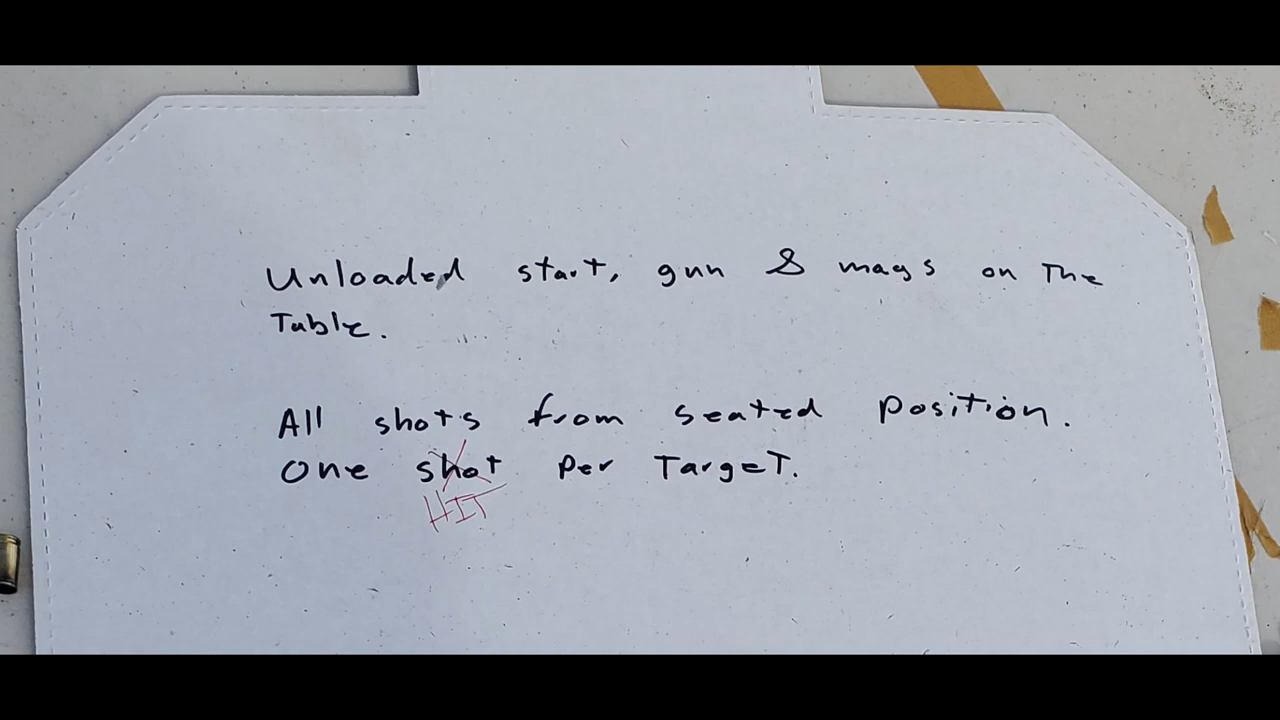 Unloaded start, gun & mags on The
Table.
All shots from seated position.
One shot per TargeT.
HIT